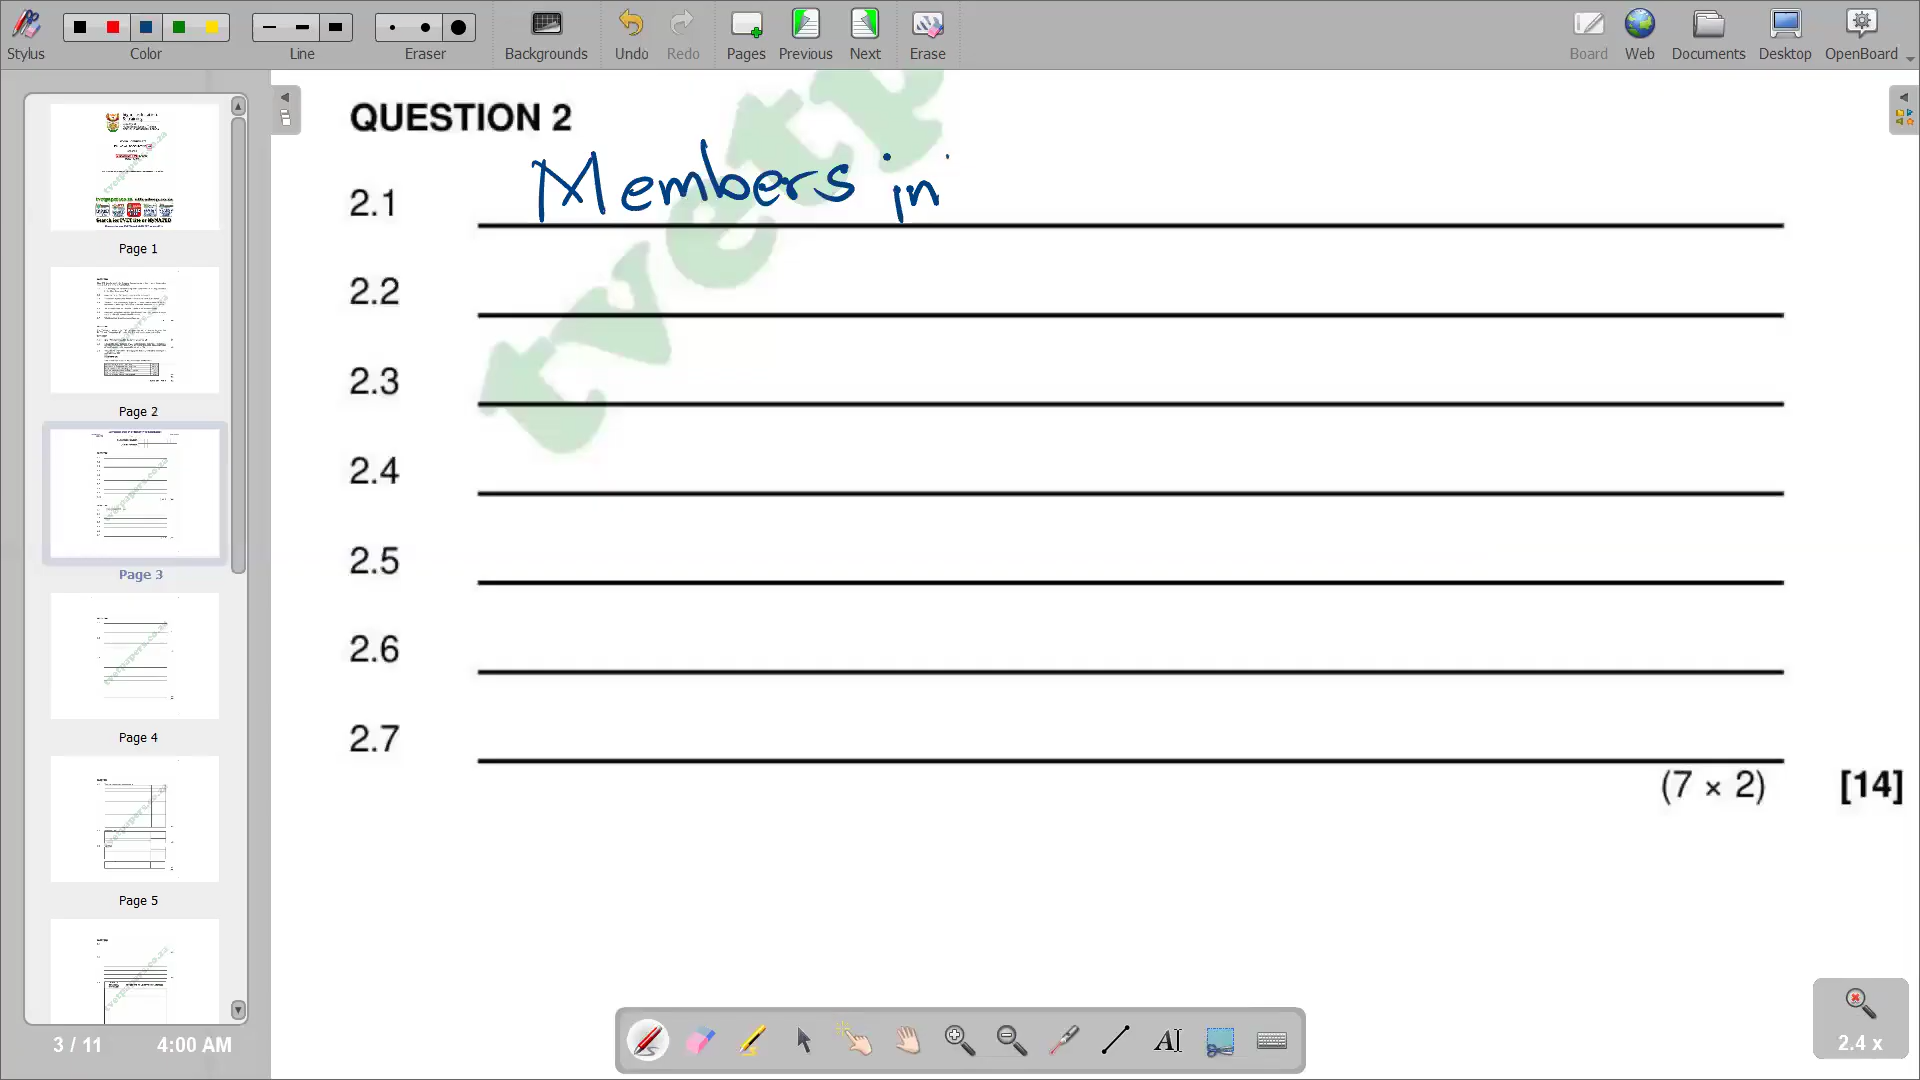 Stylus Color Line Eraser Backgrounds Undo Redo Pages Previous Next Erase Board Web Documents Desktop OpenBoard
QUESTION 2
2.1 Members in
2.2
2.3
2.4
2.5
2.6
2.7
(7 × 2) [14]
tvetp
Page 1
Page 2
Page 3
Page 4
Page 5
3 / 11 4:00 AM
2.4 x